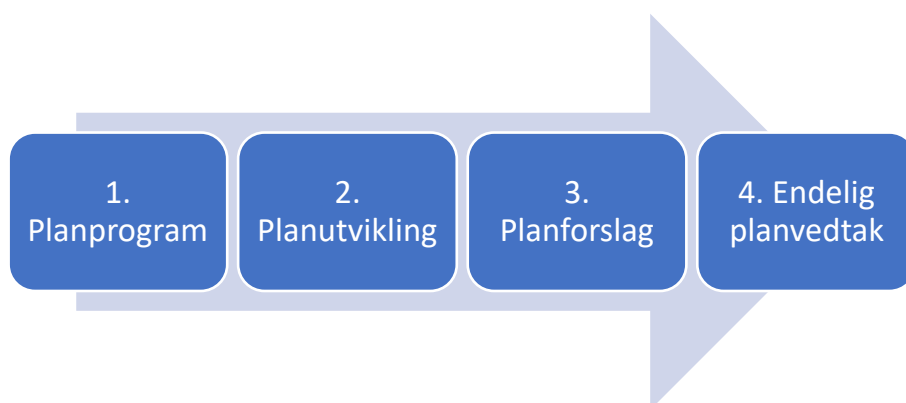 1.
Planprogram
2.
Planutvikling
3.
Planforslag
4. Endelig
planvedtak